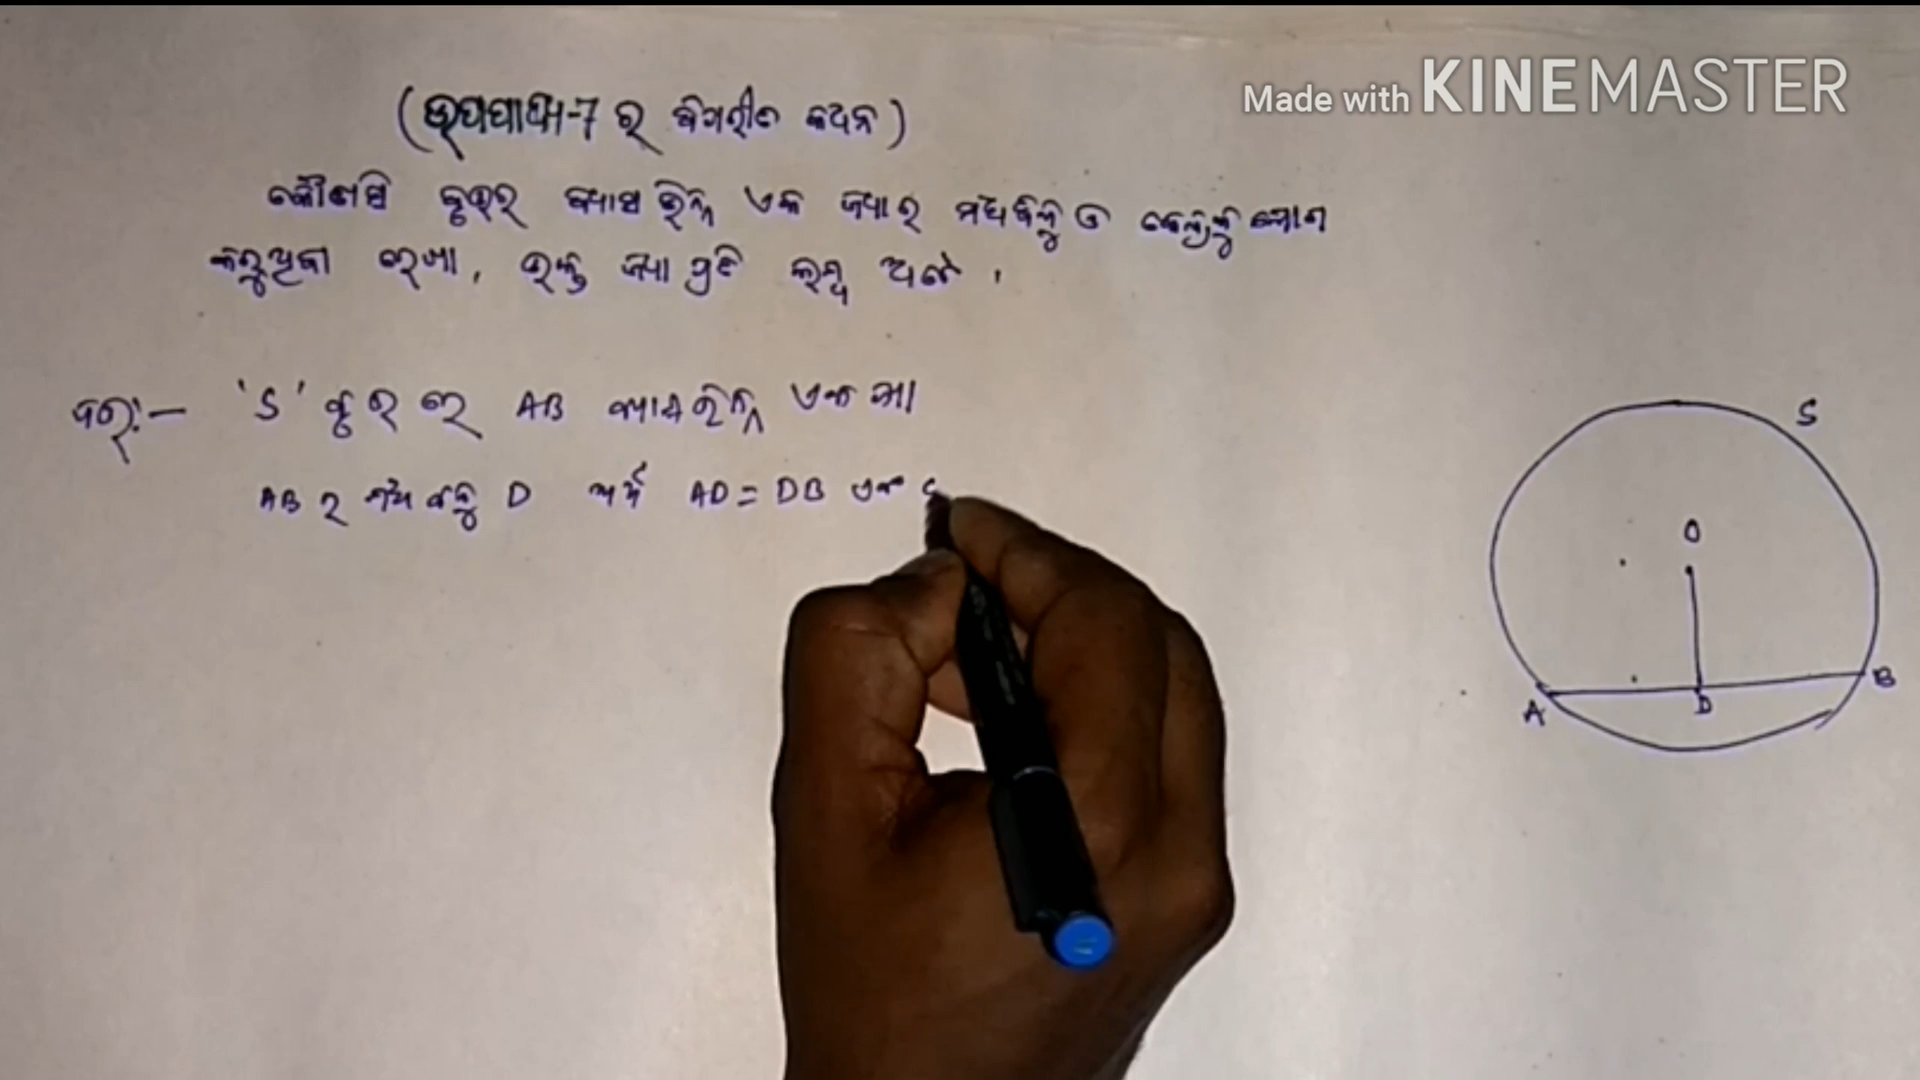 Made with KINEMASTER
(ଉପପାଦ୍ୟ-7 ର ବିପରୀତ କଥନ)
କୌଣସି ବୃତ୍ତର ବ୍ୟାସ ଭିନ୍ନ ଏକ ଜ୍ୟାର ମଧ୍ୟବିନ୍ଦୁ ଓ କେନ୍ଦ୍ରକୁ ଯୋଗ
କରୁଥିବା ରେଖା, ଉକ୍ତ ଜ୍ୟା ପ୍ରତି ଲମ୍ବ ଅଟେ ।
ଦତ୍ତ:- 'S' ବୃତ୍ତ ରେ AB ବ୍ୟାସ ଭିନ୍ନ ଏକ ଜ୍ୟା
AB ର ମଧ୍ୟ ବିନ୍ଦୁ D ଅର୍ଥାତ୍ AD = DB ଏବଂ
S
O
A
D
B